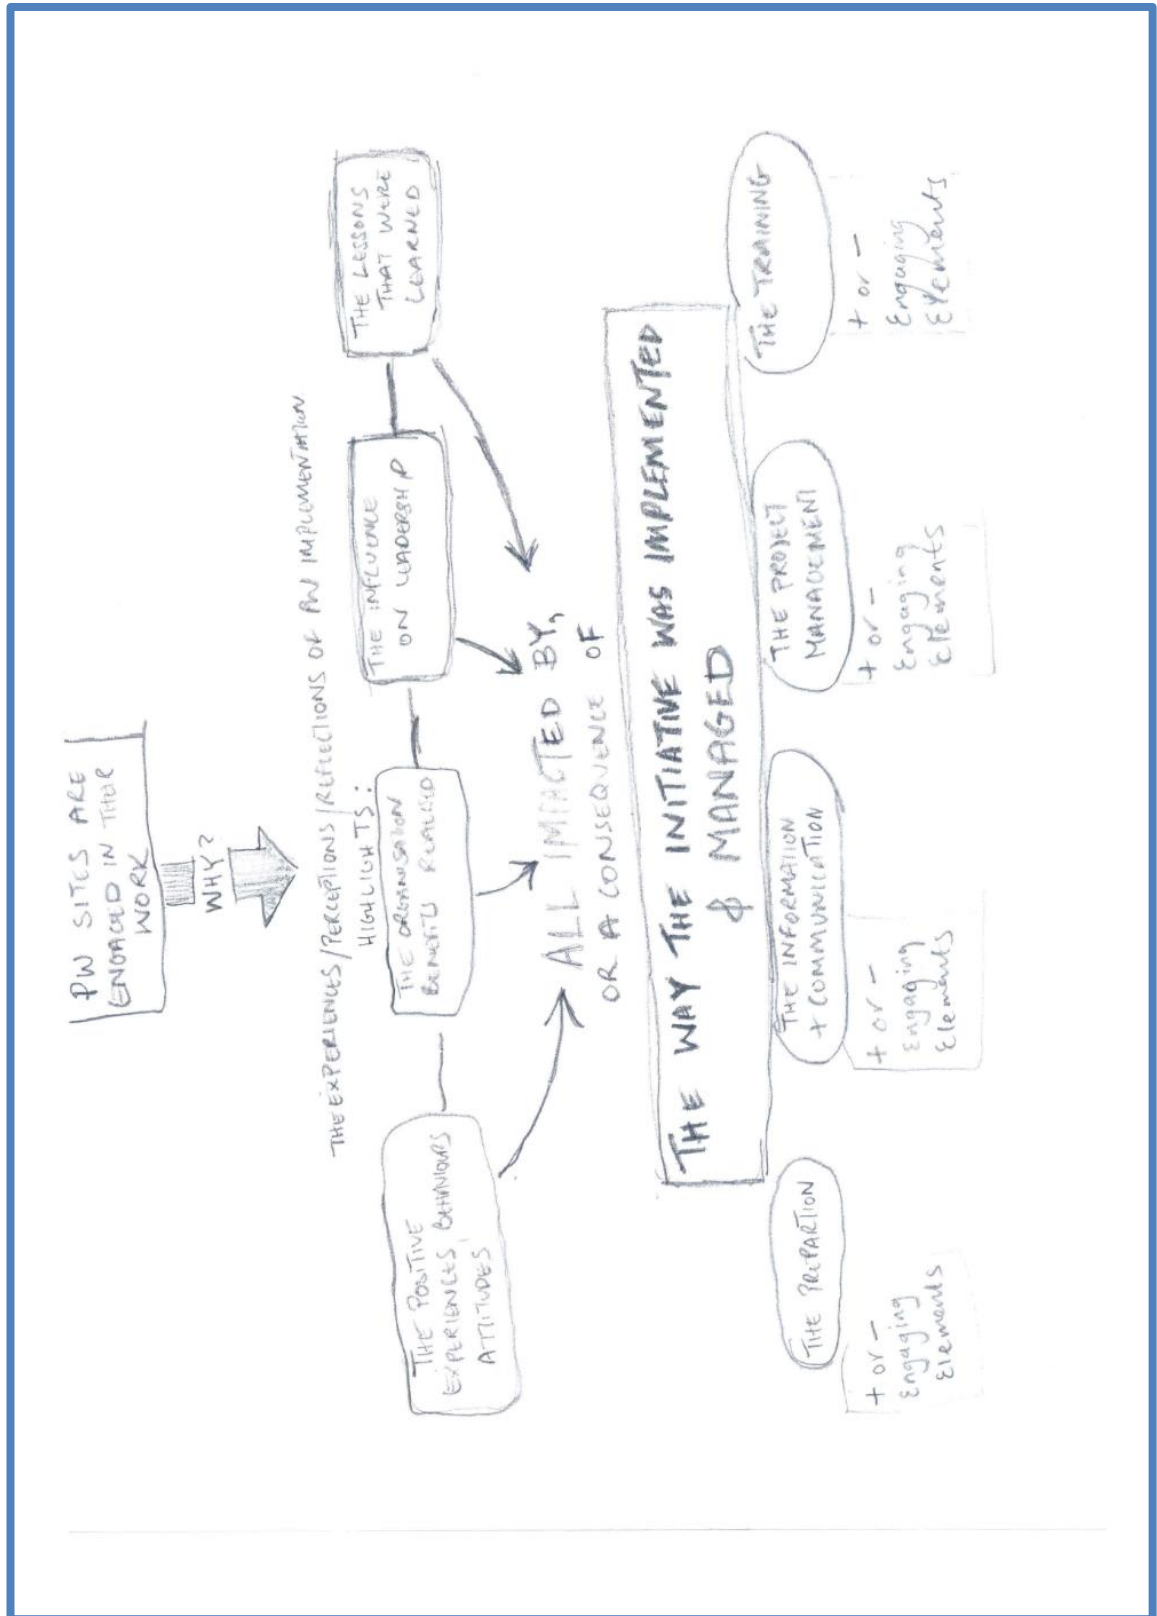 PW SITES ARE
ENGAGED IN THEIR
WORK
WHY?
THE EXPERIENCES/PERCEPTIONS/REFLECTIONS OF PW IMPLEMENTATION
HIGHLIGHTS:
THE POSITIVE
EXPERIENCES, BEHAVIOURS
ATTITUDES
THE ORGANISATION
BENEFITS REALISED
THE INFLUENCE
ON LEADERSHIP
THE LESSONS
THAT WERE
LEARNED
ALL IMPACTED BY,
OR A CONSEQUENCE OF
THE WAY THE INITIATIVE WAS IMPLEMENTED
& MANAGED
THE PREPARTION
+ or -
Engaging
Elements
THE INFORMATION
+ COMMUNICATION
+ or -
Engaging
Elements
THE PROJECT
MANAGEMENT
+ or -
Engaging
Elements
THE TRAINING
+ or -
Engaging
Elements